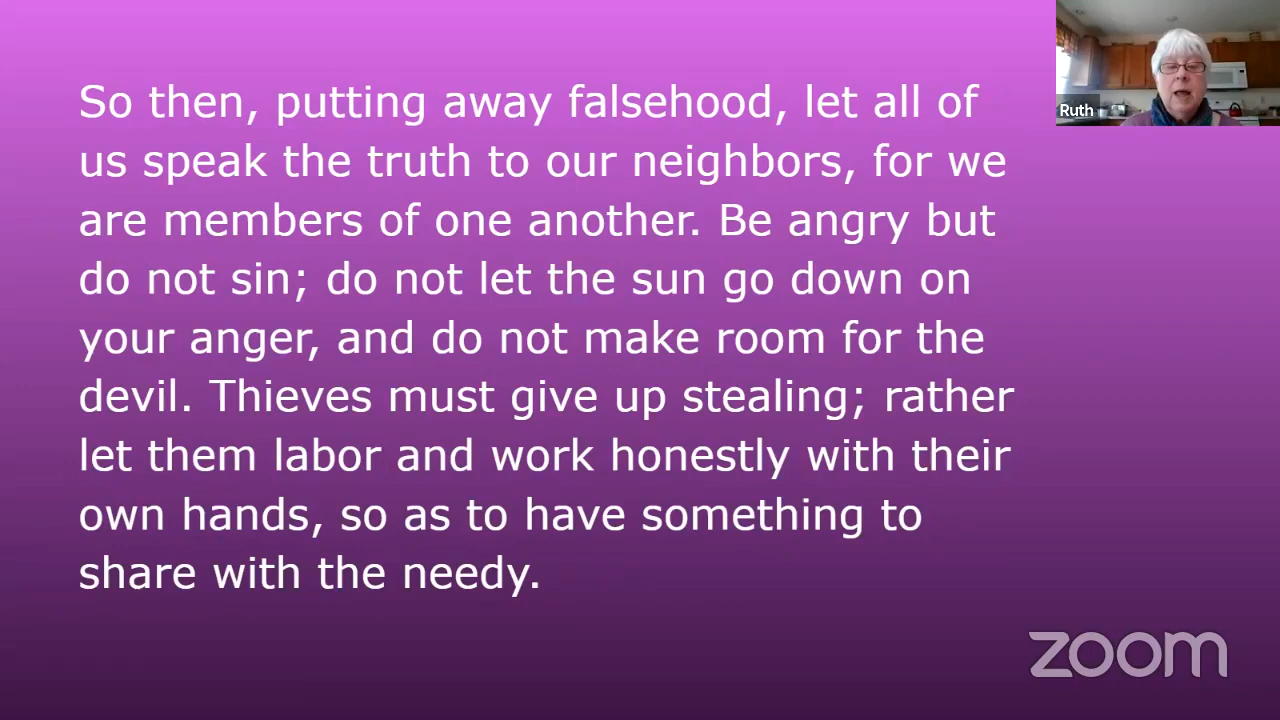 So then, putting away falsehood, let all of
us speak the truth to our neighbors, for we
are members of one another. Be angry but
do not sin; do not let the sun go down on
your anger, and do not make room for the
devil. Thieves must give up stealing; rather
let them labor and work honestly with their
own hands, so as to have something to
share with the needy.
Ruth
zoom